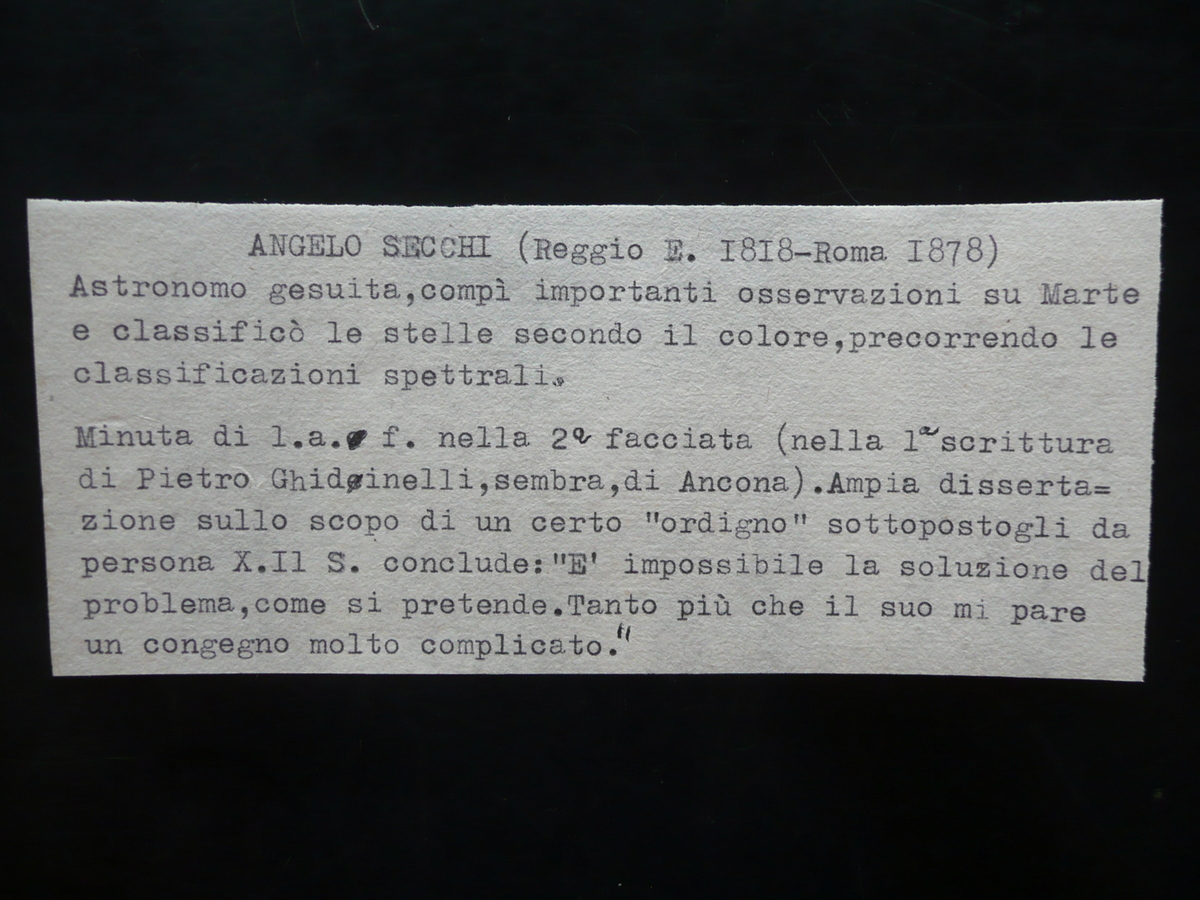 ANGELO SECCHI (Reggio E. 1818-Roma 1878)
Astronomo gesuita,compì importanti osservazioni su Marte
e classificò le stelle secondo il colore,precorrendo le
classificazioni spettrali.
Minuta di l.a. f. nella 2a facciata (nella 1a scrittura
di Pietro Ghidinelli,sembra,di Ancona).Ampia disserta=
zione sullo scopo di un certo "ordigno" sottopostogli da
persona X.Il S. conclude:"E' impossibile la soluzione del
problema,come si pretende.Tanto più che il suo mi pare
un congegno molto complicato."